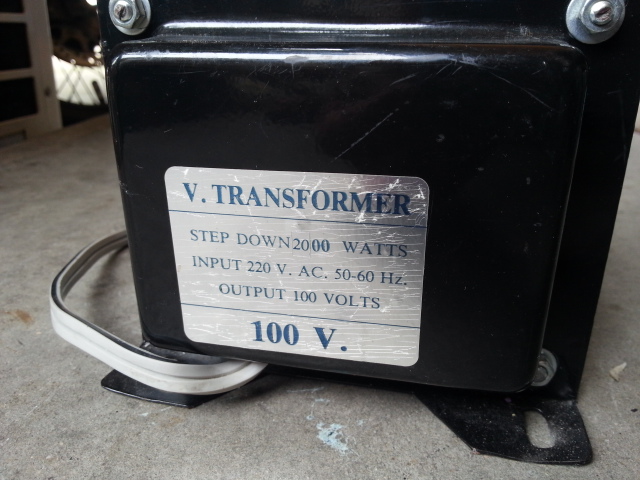 V. TRANSFORMER
STEP DOWN 2000 WATTS
INPUT 220 V. AC. 50-60 Hz.
OUTPUT 100 VOLTS
100 V.